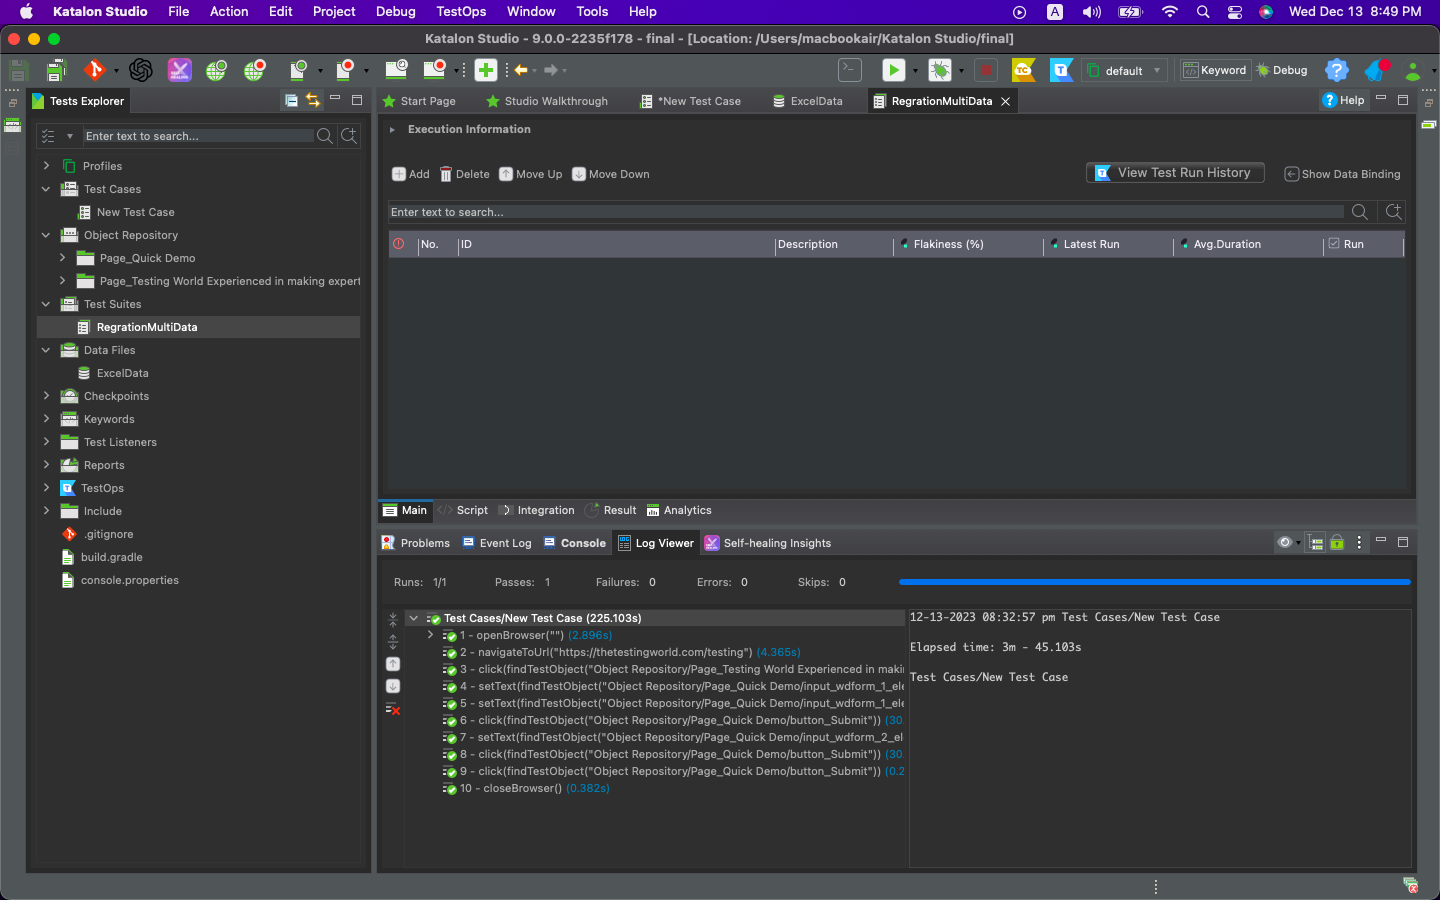 Katalon Studio File Action Edit Project Debug TestOps Window Tools Help A Wed Dec 13 8:49 PM
Katalon Studio - 9.0.0-2235f178 - final - [Location: /Users/macbookair/Katalon Studio/final]
TC T default Keyword Debug
Tests Explorer
Start Page Studio Walkthrough *New Test Case ExcelData RegrationMultiData Help
Enter text to search...
Profiles
Test Cases
New Test Case
Object Repository
Page_Quick Demo
Page_Testing World Experienced in making expert
Test Suites
RegrationMultiData
Data Files
ExcelData
Checkpoints
Keywords
Test Listeners
Reports
TestOps
Include
.gitignore
build.gradle
console.properties
Execution Information
Add Delete Move Up Move Down View Test Run History Show Data Binding
Enter text to search...
No. ID Description Flakiness (%) Latest Run Avg.Duration Run
Main Script Integration Result Analytics
Problems Event Log Console Log Viewer Self-healing Insights
Runs: 1/1 Passes: 1 Failures: 0 Errors: 0 Skips: 0
Test Cases/New Test Case (225.103s)
1 - openBrowser("") (2.896s)
2 - navigateToUrl("https://thetestingworld.com/testing") (4.365s)
3 - click(findTestObject("Object Repository/Page_Testing World Experienced in makin
4 - setText(findTestObject("Object Repository/Page_Quick Demo/input_wdform_1_ele
5 - setText(findTestObject("Object Repository/Page_Quick Demo/input_wdform_1_ele
6 - click(findTestObject("Object Repository/Page_Quick Demo/button_Submit")) (30.
7 - setText(findTestObject("Object Repository/Page_Quick Demo/input_wdform_2_el
8 - click(findTestObject("Object Repository/Page_Quick Demo/button_Submit")) (30.
9 - click(findTestObject("Object Repository/Page_Quick Demo/button_Submit")) (0.2
10 - closeBrowser() (0.382s)
12-13-2023 08:32:57 pm Test Cases/New Test Case
Elapsed time: 3m - 45.103s
Test Cases/New Test Case